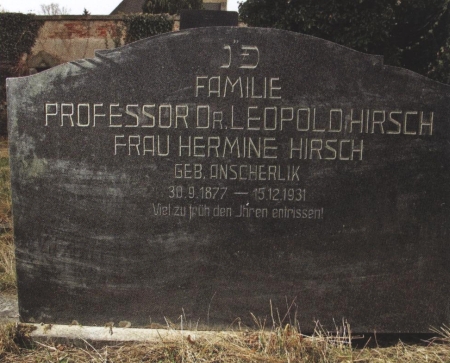 פ״נ
FAMILIE
PROFESSOR DR. LEOPOLD HIRSCH
FRAU HERMINE HIRSCH
GEB. ANSCHERLIK
30.9.1877 — 15.12.1931
Viel zu früh den Jhren entrissen!